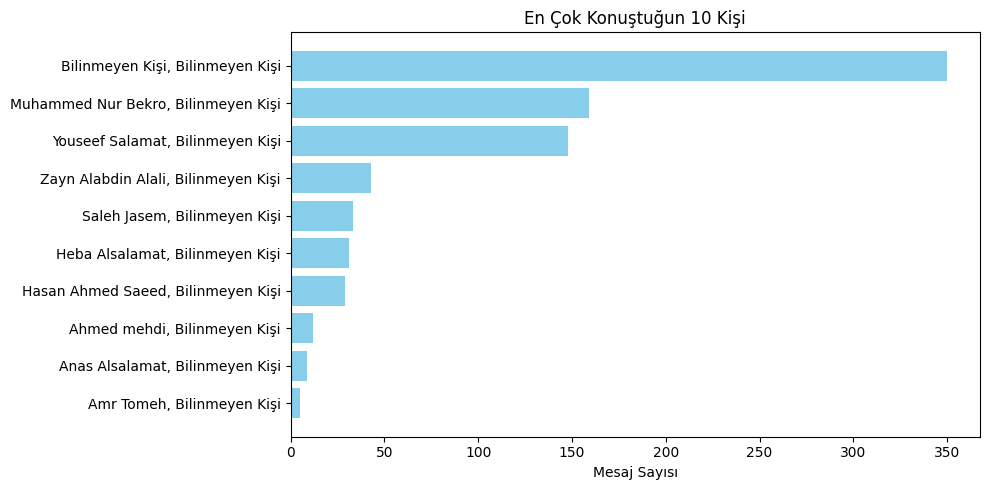 En Çok Konuştuğun 10 Kişi
Bilinmeyen Kişi, Bilinmeyen Kişi
Muhammed Nur Bekro, Bilinmeyen Kişi
Youseef Salamat, Bilinmeyen Kişi
Zayn Alabdin Alali, Bilinmeyen Kişi
Saleh Jasem, Bilinmeyen Kişi
Heba Alsalamat, Bilinmeyen Kişi
Hasan Ahmed Saeed, Bilinmeyen Kişi
Ahmed mehdi, Bilinmeyen Kişi
Anas Alsalamat, Bilinmeyen Kişi
Amr Tomeh, Bilinmeyen Kişi
0 50 100 150 200 250 300 350
Mesaj Sayısı